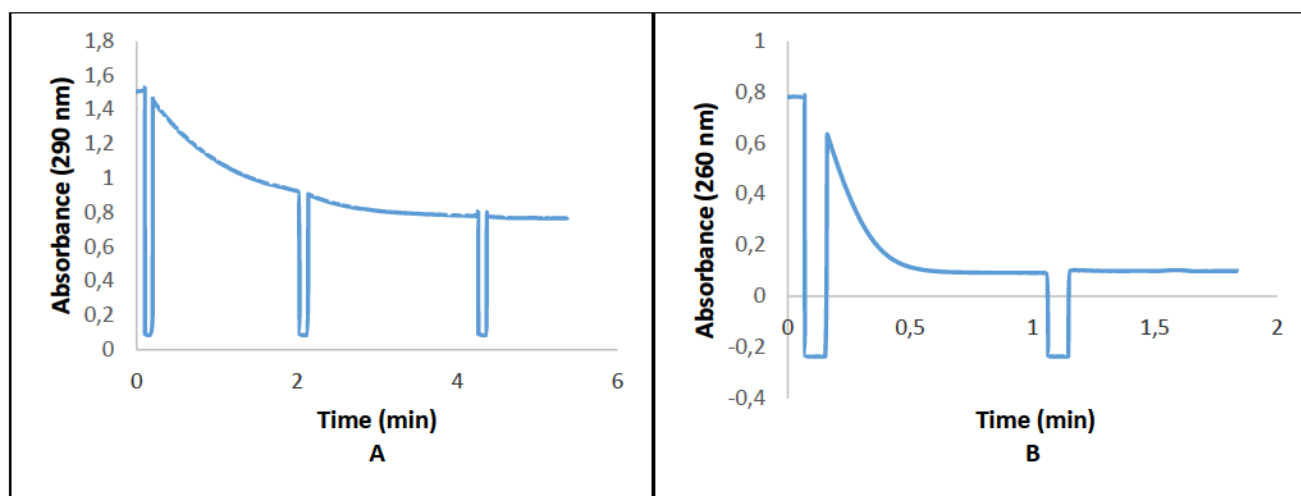 1,8
1,6
1,4
1,2
1
0,8
0,6
0,4
0,2
0
0 2 4 6
Absorbance (290 nm)
Time (min)
A
1
0,8
0,6
0,4
0,2
0
-0,2
-0,4
0 0,5 1 1,5 2
Absorbance (260 nm)
Time (min)
B